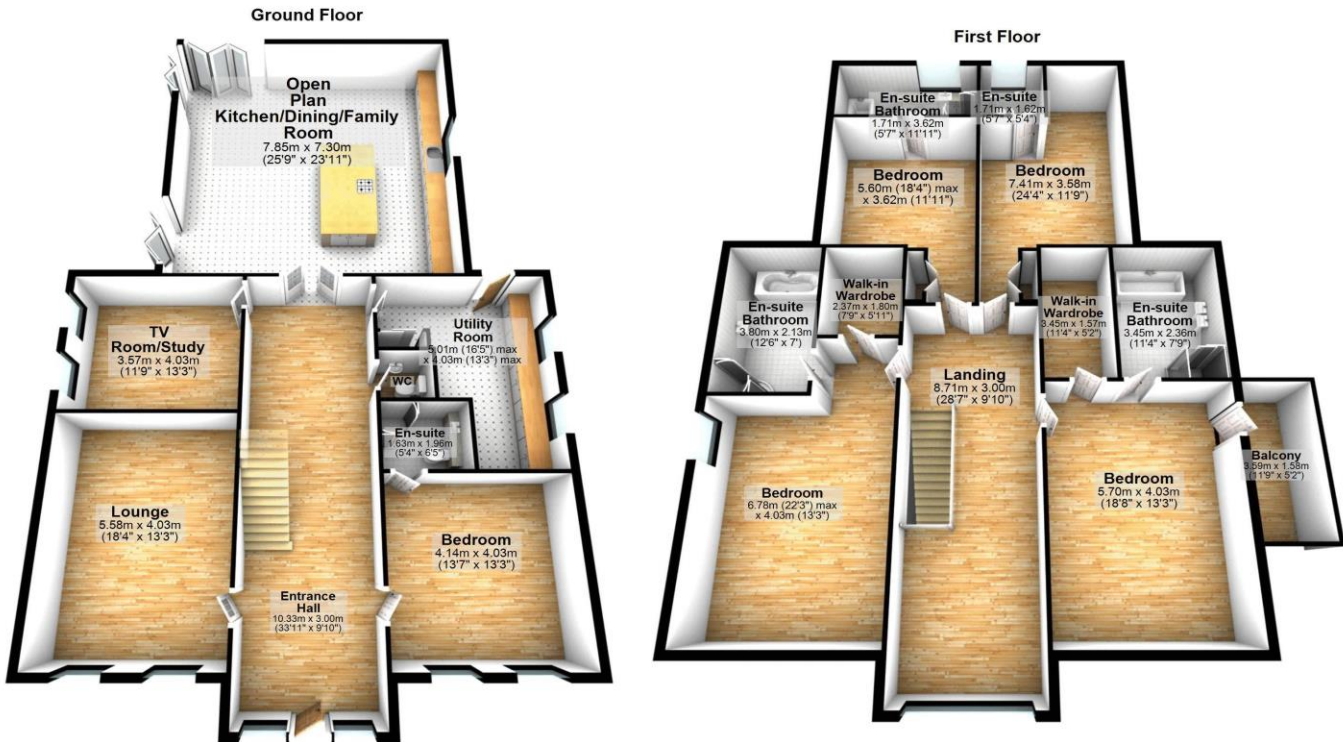 Ground Floor
Open
Plan
Kitchen/Dining/Family
Room
7.85m x 7.30m
(25'9" x 23'11")
TV
Room/Study
3.57m x 4.03m
(11'9" x 13'3")
Utility
Room
5.01m (16'5") max
x 4.03m (13'3") max
WC
En-suite
1.63m x 1.96m
(5'4" x 6'5")
Lounge
5.58m x 4.03m
(18'4" x 13'3")
Bedroom
4.14m x 4.03m
(13'7" x 13'3")
Entrance
Hall
10.33m x 3.00m
(33'11" x 9'10")
First Floor
En-suite
Bathroom
1.71m x 3.62m
(5'7" x 11'11")
En-suite
1.71m x 1.62m
(5'7" x 5'4")
Bedroom
5.60m (18'4") max
x 3.62m (11'11")
Bedroom
7.41m x 3.58m
(24'4" x 11'9")
En-suite
Bathroom
3.80m x 2.13m
(12'6" x 7')
Walk-in
Wardrobe
2.37m x 1.80m
(7'9" x 5'11")
Walk-in
Wardrobe
3.45m x 1.57m
(11'4" x 5'2")
En-suite
Bathroom
3.45m x 2.36m
(11'4" x 7'9")
Landing
8.71m x 3.00m
(28'7" x 9'10")
Bedroom
6.78m (22'3") max
x 4.03m (13'3")
Bedroom
5.70m x 4.03m
(18'8" x 13'3")
Balcony
3.59m x 1.58m
(11'9" x 5'2")